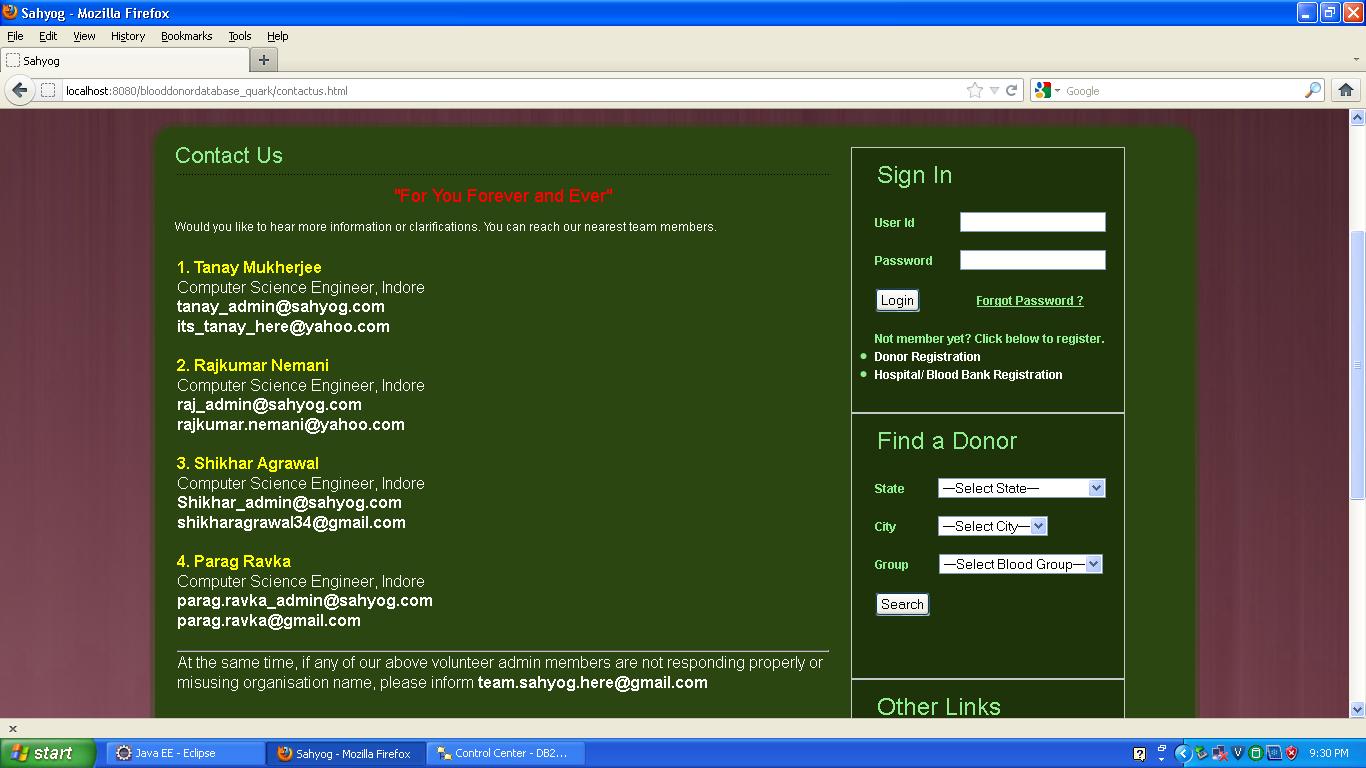 Sahyog - Mozilla Firefox
File Edit View History Bookmarks Tools Help
Sahyog
localhost:8080/blooddonordatabase_quark/contactus.html
Google
Contact Us
"For You Forever and Ever"
Would you like to hear more information or clarifications. You can reach our nearest team members.
1. Tanay Mukherjee
Computer Science Engineer, Indore
tanay_admin@sahyog.com
its_tanay_here@yahoo.com
2. Rajkumar Nemani
Computer Science Engineer, Indore
raj_admin@sahyog.com
rajkumar.nemani@yahoo.com
3. Shikhar Agrawal
Computer Science Engineer, Indore
Shikhar_admin@sahyog.com
shikharagrawal34@gmail.com
4. Parag Ravka
Computer Science Engineer, Indore
parag.ravka_admin@sahyog.com
parag.ravka@gmail.com
At the same time, if any of our above volunteer admin members are not responding properly or
misusing organisation name, please inform team.sahyog.here@gmail.com
Sign In
User Id
Password
Login Forgot Password ?
Not member yet? Click below to register.
Donor Registration
Hospital/ Blood Bank Registration
Find a Donor
State —Select State—
City —Select City—
Group —Select Blood Group—
Search
Other Links
start Java EE - Eclipse Sahyog - Mozilla Firefox Control Center - DB2... 9:30 PM